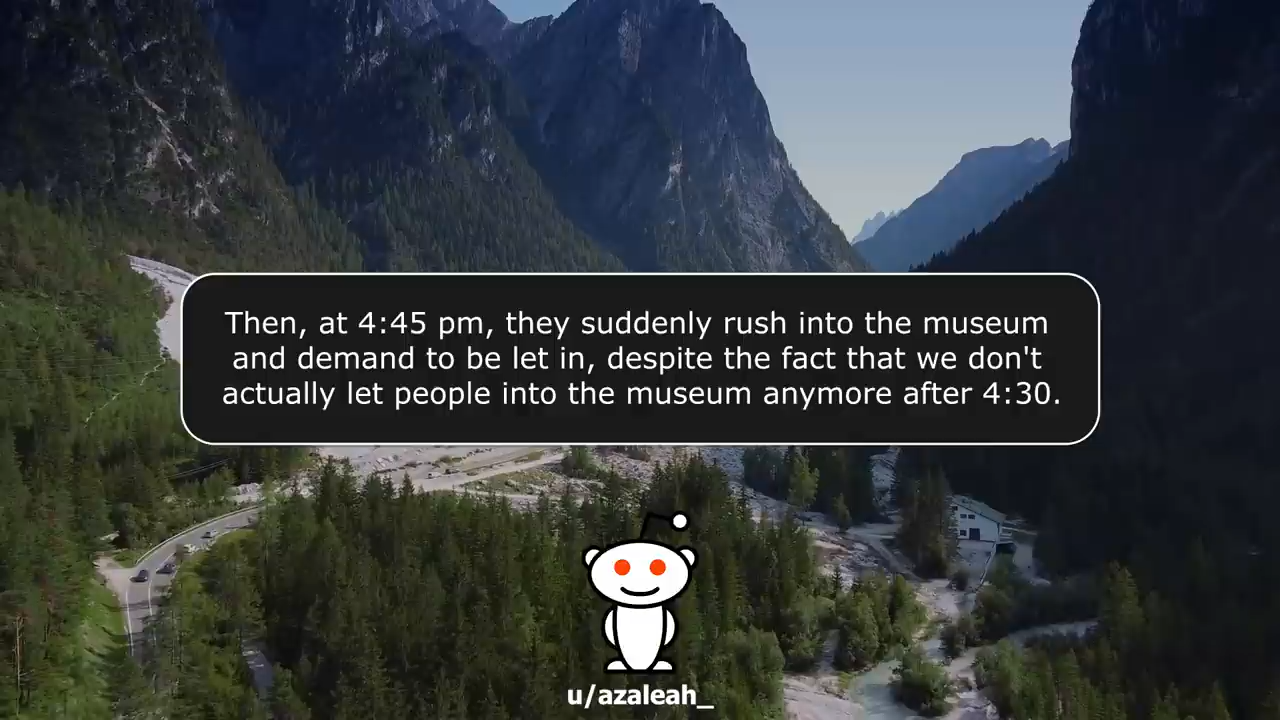 Then, at 4:45 pm, they suddenly rush into the museum
and demand to be let in, despite the fact that we don't
actually let people into the museum anymore after 4:30.
u/azaleah_